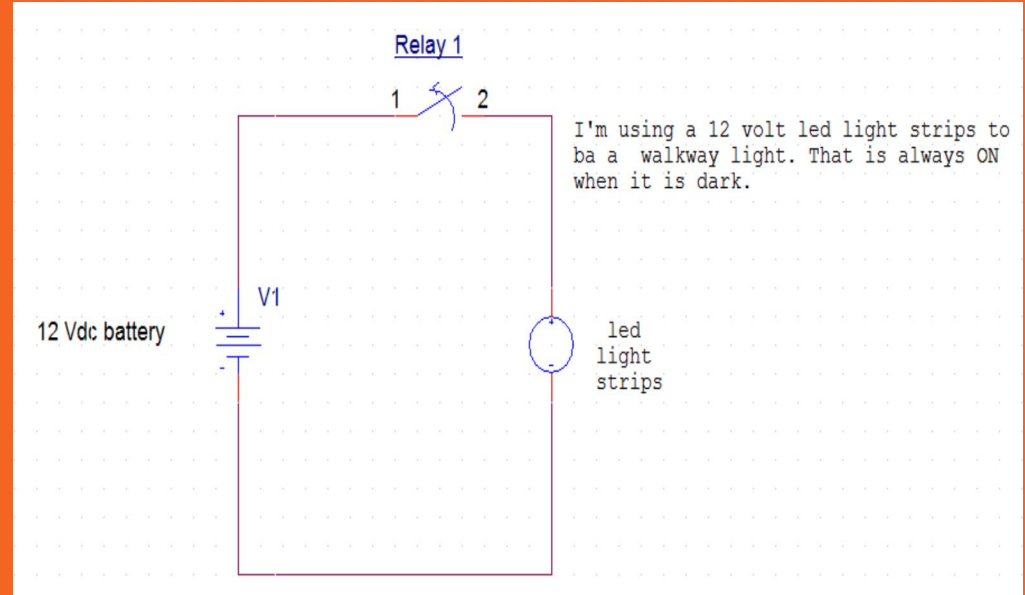 Relay 1
1 2
I'm using a 12 volt led light strips to
ba a walkway light. That is always ON
when it is dark.
V1
+
12 Vdc battery
-
+
-
led
light
strips